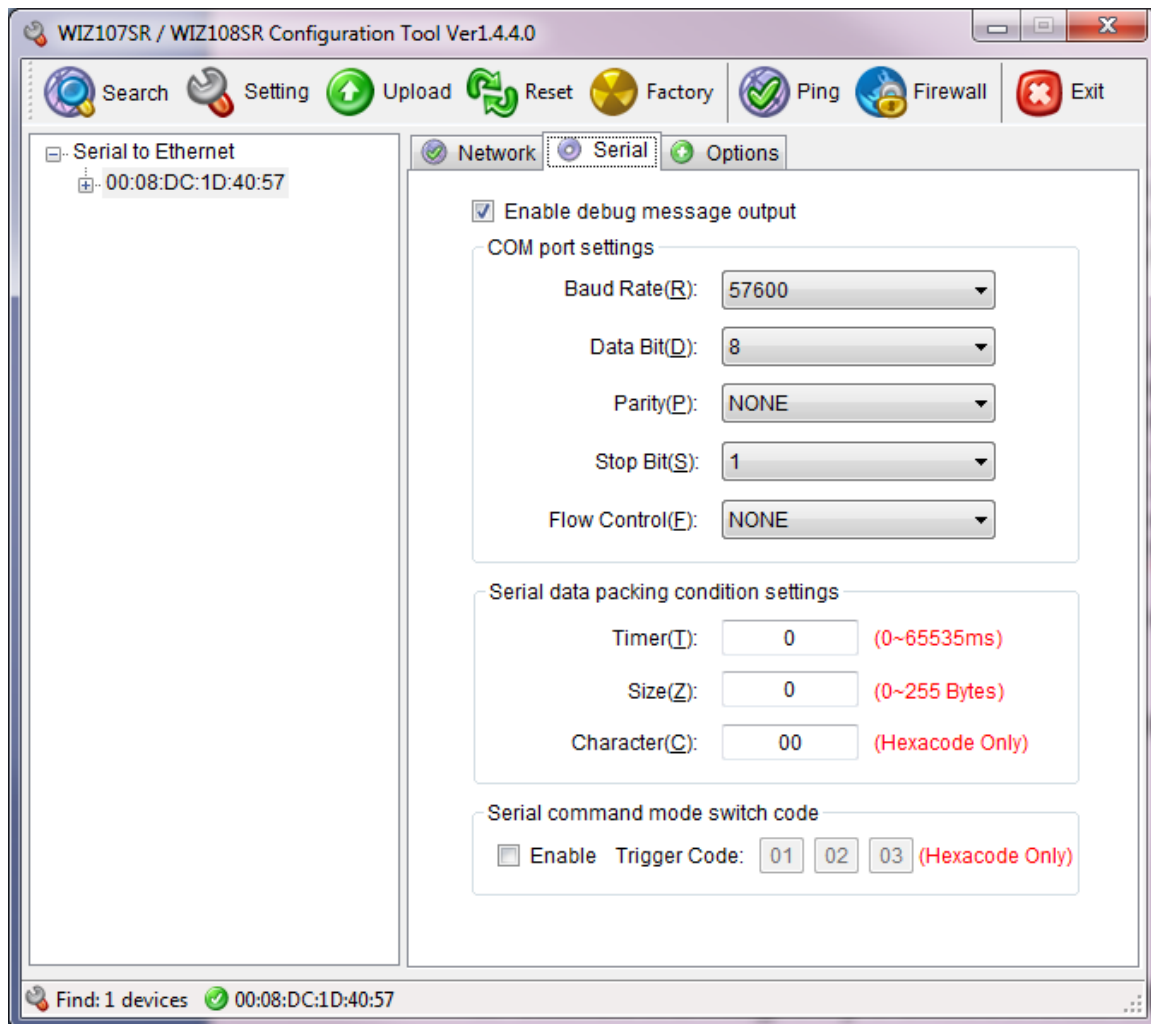 WIZ107SR / WIZ108SR Configuration Tool Ver1.4.4.0
Search Setting Upload Reset Factory Ping Firewall Exit
Serial to Ethernet
00:08:DC:1D:40:57
Network Serial Options
Enable debug message output
COM port settings
Baud Rate(R): 57600
Data Bit(D): 8
Parity(P): NONE
Stop Bit(S): 1
Flow Control(F): NONE
Serial data packing condition settings
Timer(T): 0 (0~65535ms)
Size(Z): 0 (0~255 Bytes)
Character(C): 00 (Hexacode Only)
Serial command mode switch code
Enable Trigger Code: 01 02 03 (Hexacode Only)
Find: 1 devices 00:08:DC:1D:40:57